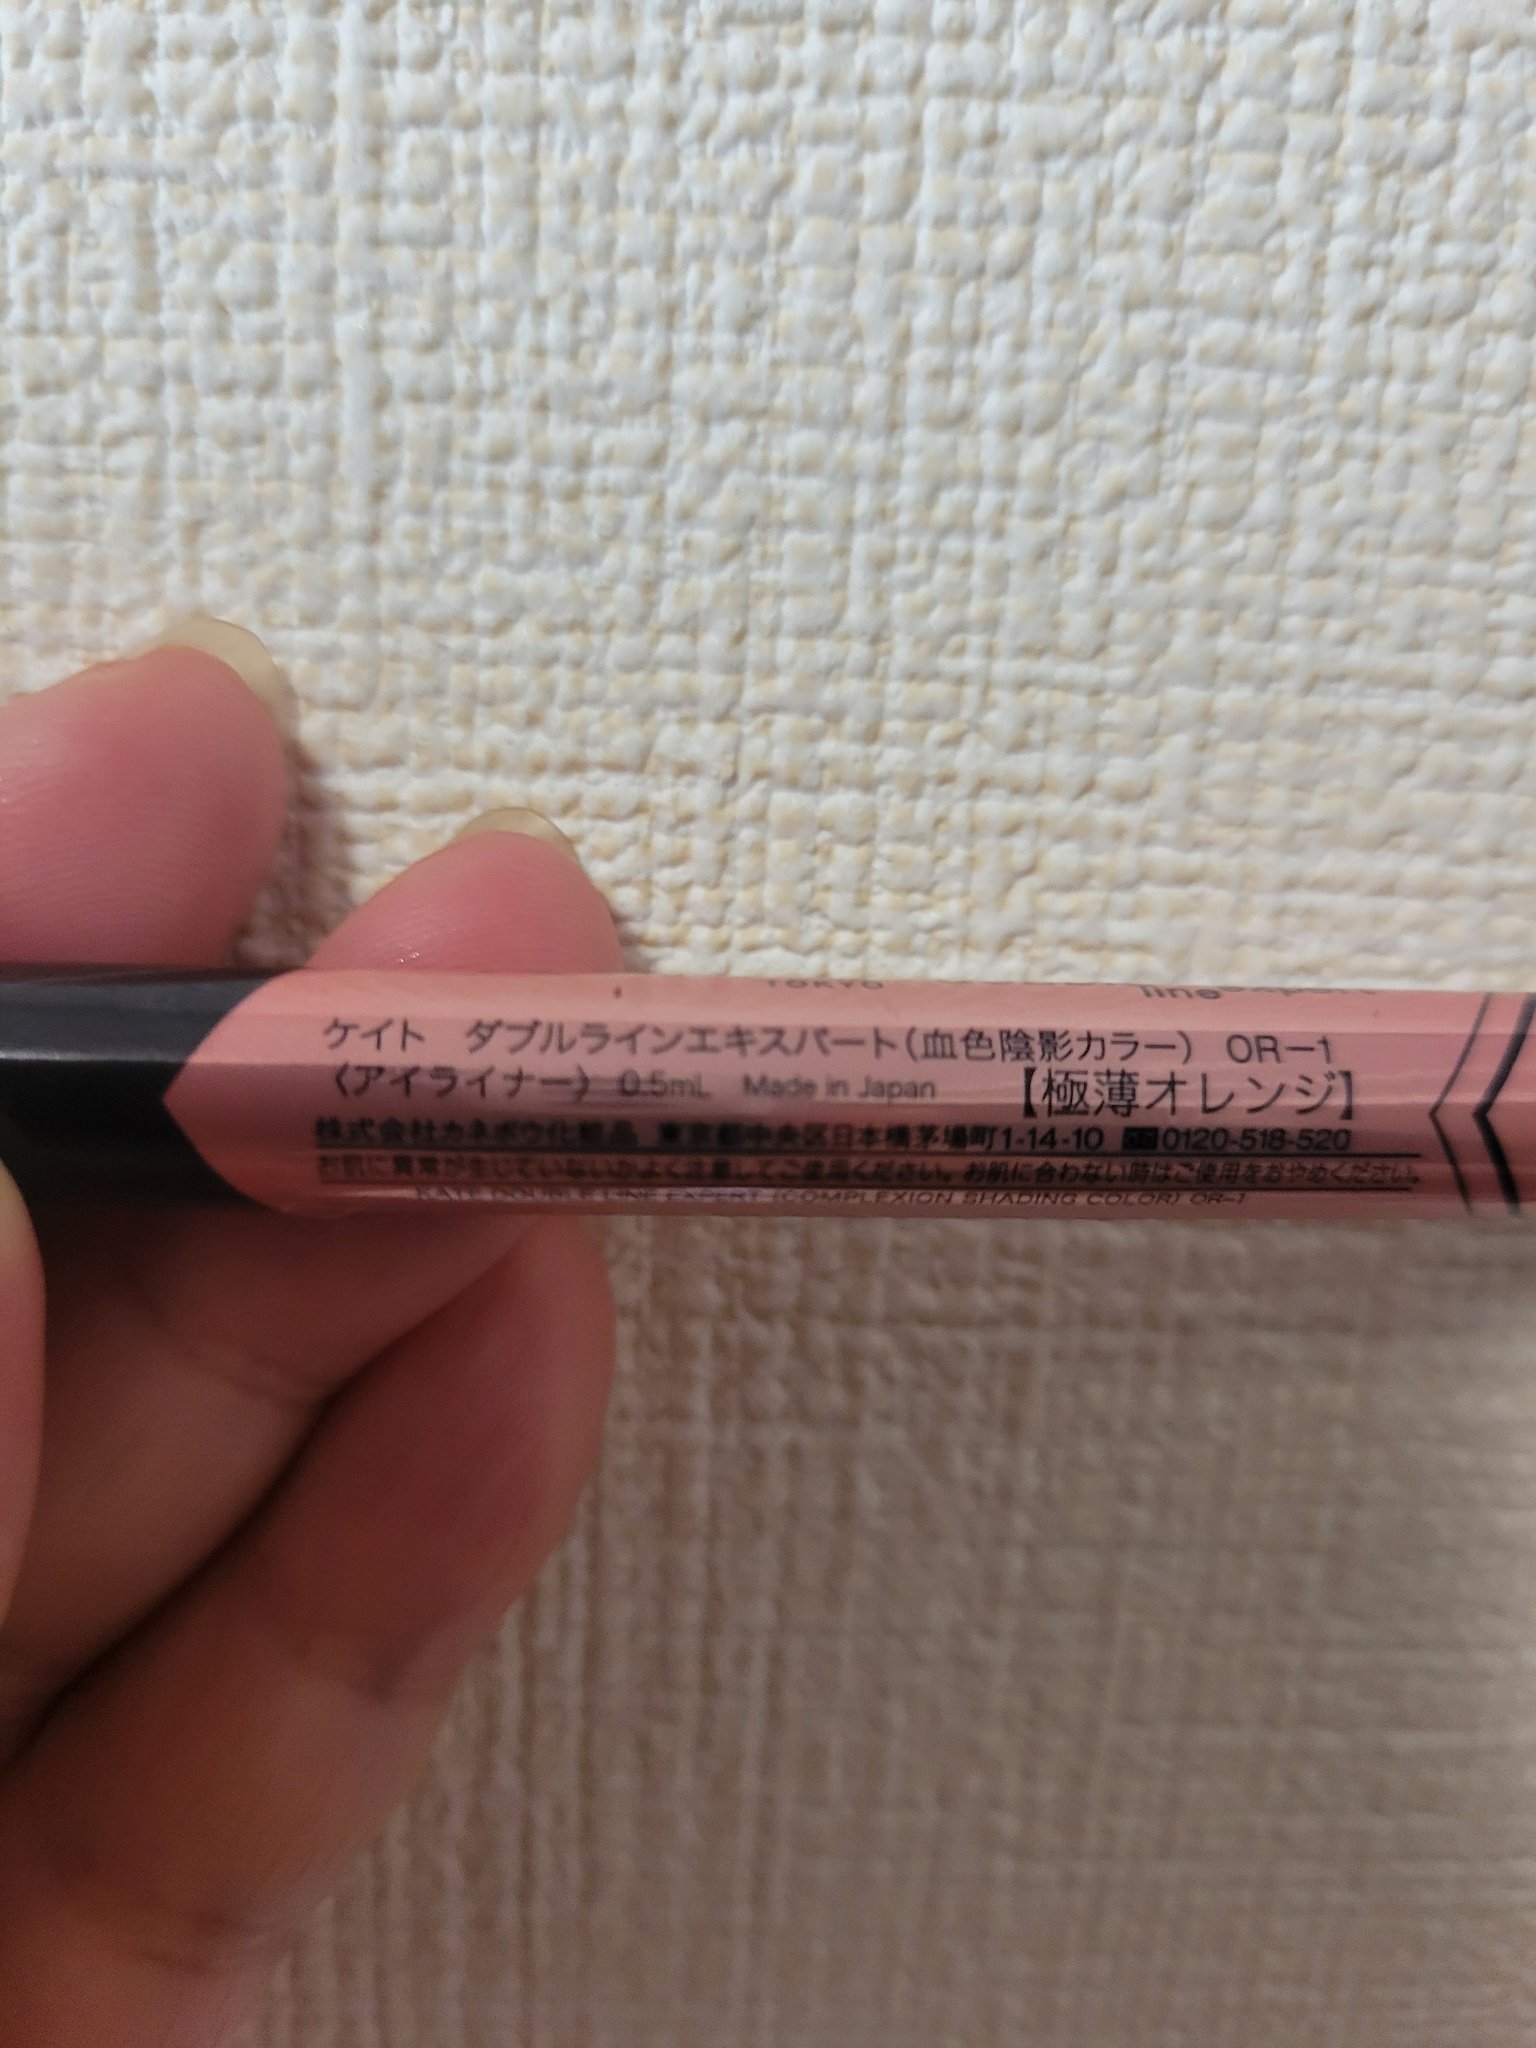 TOKYO
line expert
ケイト ダブルラインエキスパート(血色陰影カラー) OR-1
〈アイライナー〉 0.5mL Made in Japan 【極薄オレンジ】
株式会社カネボウ化粧品 東京都中央区日本橋茅場町1-14-10 0120-518-520
お肌に異常が生じていないかよく注意してご使用ください。お肌に合わない時はご使用をおやめください。
KATE DOUBLE LINE EXPERT (COMPLEXION SHADING COLOR) OR-1